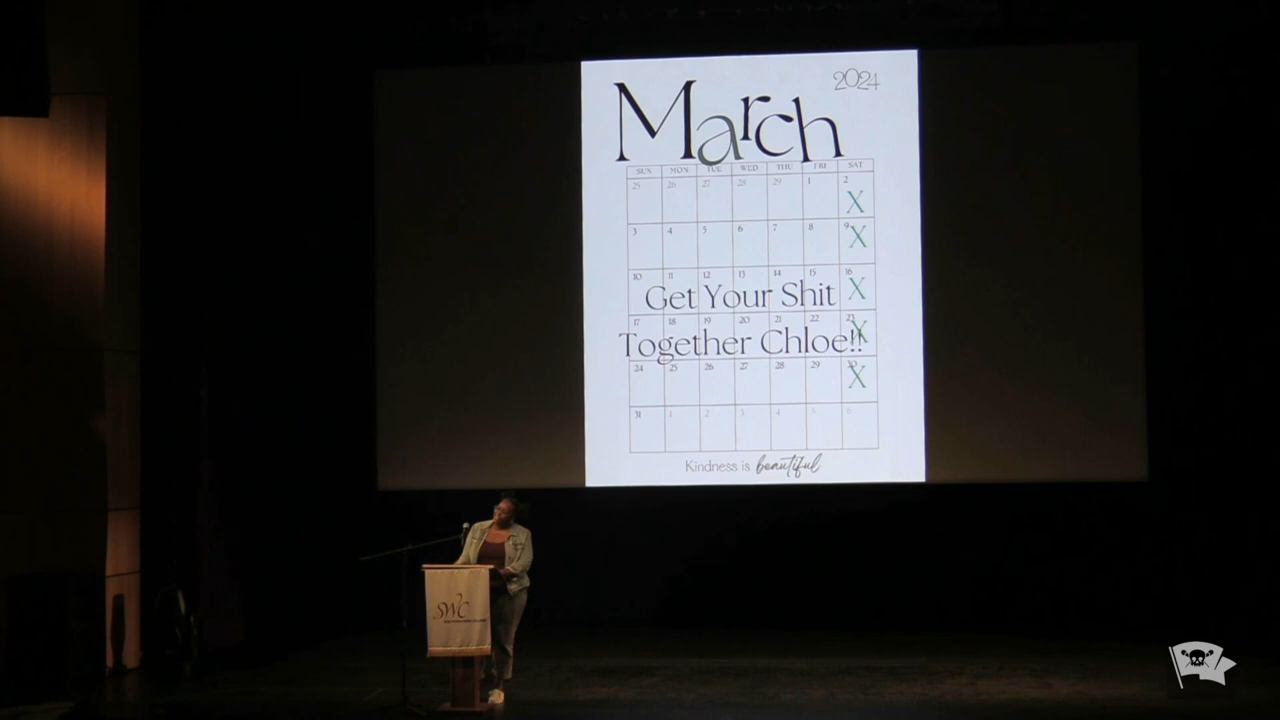 2024
March
SUN MON TUE WED THU FRI SAT
25 26 27 28 29 1 2
X
3 4 5 6 7 8 9
X
10 11 12 13 14 15 16
Get Your Shit X
17 18 19 20 21 22 23
Together Chloe!! X
24 25 26 27 28 29 30
X
31 1 2 3 4 5 6
Kindness is beautiful
SWC